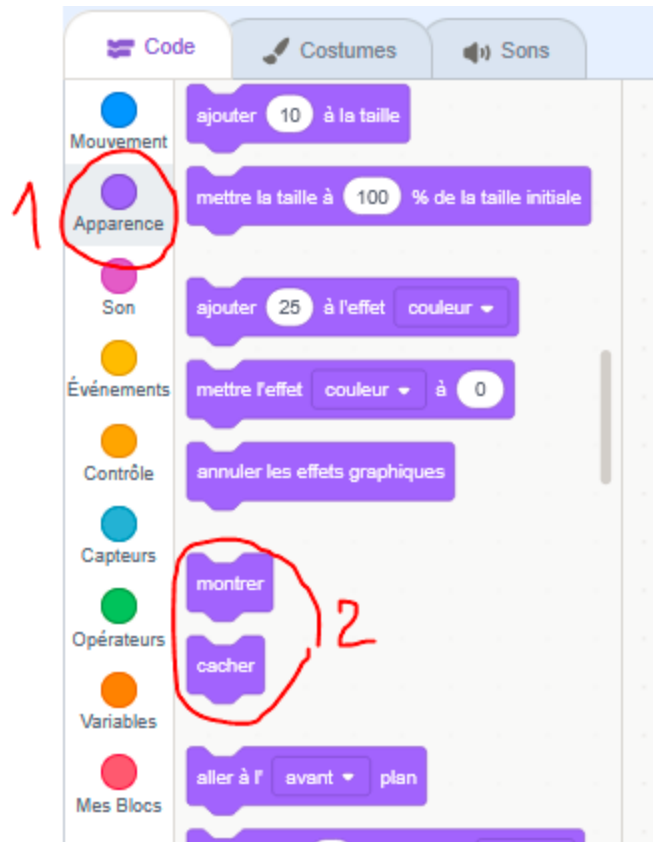 Code
Costumes
Sons
Mouvement
Apparence
Son
Événements
Contrôle
Capteurs
Opérateurs
Variables
Mes Blocs
1
ajouter 10 à la taille
mettre la taille à 100 % de la taille initiale
ajouter 25 à l'effet couleur
mettre l'effet couleur à 0
annuler les effets graphiques
montrer
cacher
2
aller à l' avant plan